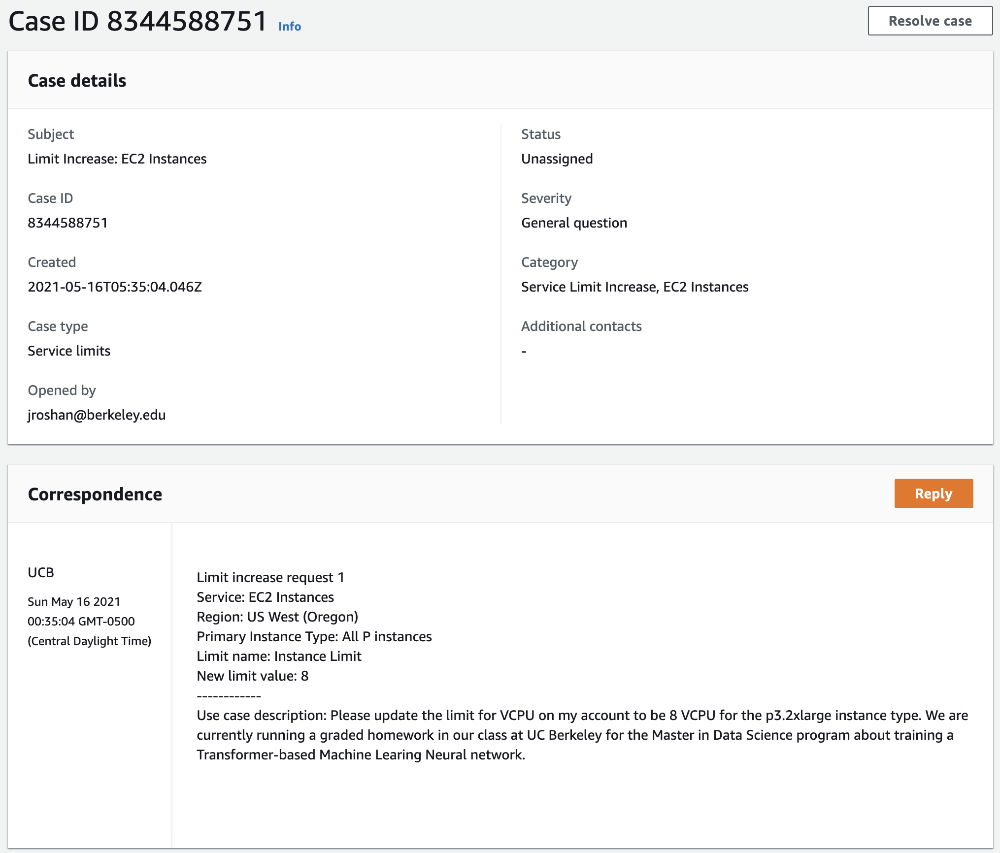 Case ID 8344588751 Info
Resolve case
Case details
Subject
Limit Increase: EC2 Instances
Case ID
8344588751
Created
2021-05-16T05:35:04.046Z
Case type
Service limits
Opened by
jroshan@berkeley.edu
Status
Unassigned
Severity
General question
Category
Service Limit Increase, EC2 Instances
Additional contacts
-
Correspondence
Reply
UCB
Sun May 16 2021
00:35:04 GMT-0500
(Central Daylight Time)
Limit increase request 1
Service: EC2 Instances
Region: US West (Oregon)
Primary Instance Type: All P instances
Limit name: Instance Limit
New limit value: 8
------------
Use case description: Please update the limit for VCPU on my account to be 8 VCPU for the p3.2xlarge instance type. We are
currently running a graded homework in our class at UC Berkeley for the Master in Data Science program about training a
Transformer-based Machine Learing Neural network.